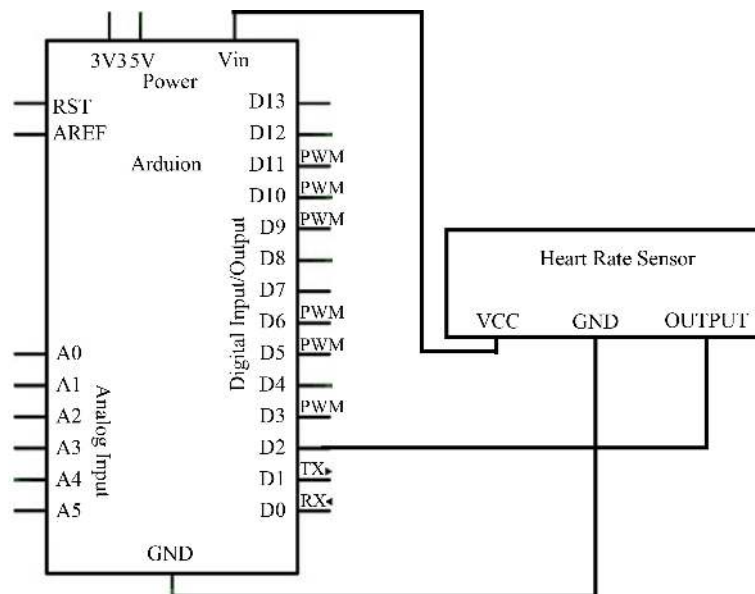 3V3 5V Vin
Power
RST D13
AREF D12
Arduion D11 PWM
D10 PWM
D9 PWM
D8
D7
D6 PWM
A0 D5 PWM
A1 D4
A2 D3 PWM
A3 D2
A4 D1 TX
A5 D0 RX
Analog Input
Digital Input/Output
GND
Heart Rate Sensor
VCC GND OUTPUT